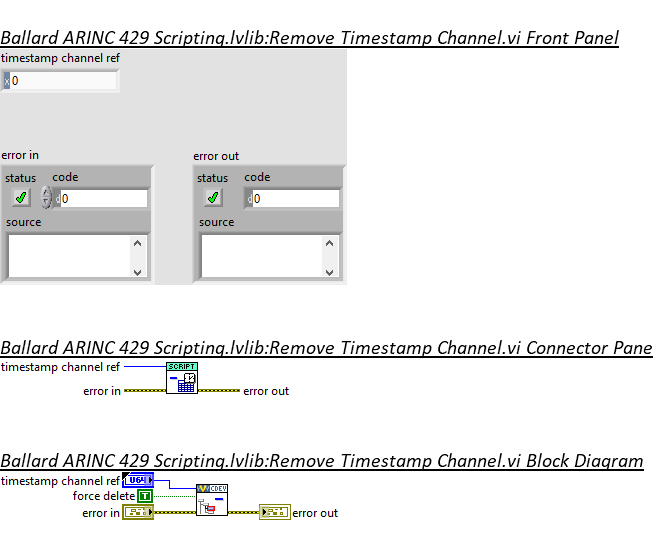 Ballard ARINC 429 Scripting.lvlib:Remove Timestamp Channel.vi Front Panel
timestamp channel ref
x 0
error in
error out
status code
status code
d 0
d 0
source
source
Ballard ARINC 429 Scripting.lvlib:Remove Timestamp Channel.vi Connector Pane
timestamp channel ref
SCRIPT
error in
error out
Ballard ARINC 429 Scripting.lvlib:Remove Timestamp Channel.vi Block Diagram
timestamp channel ref
U64
force delete
T
CDEV
error in
error out